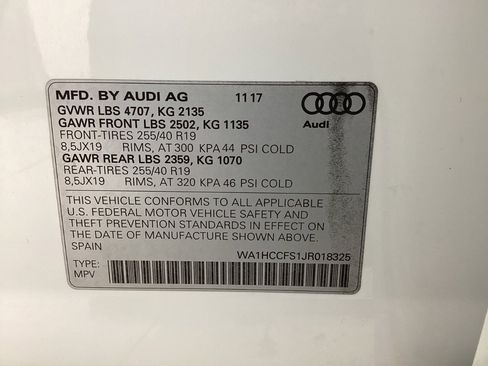 MFD. BY AUDI AG 11 17
GVWR LBS 4707, KG 2135
GAWR FRONT LBS 2502, KG 1135
FRONT-TIRES 255/40 R19
8,5JX19 RIMS, AT 300 KPA 44 PSI COLD
GAWR REAR LBS 2359, KG 1070
REAR-TIRES 255/40 R19
8,5JX19 RIMS, AT 320 KPA 46 PSI COLD
Audi
THIS VEHICLE CONFORMS TO ALL APPLICABLE
U.S. FEDERAL MOTOR VEHICLE SAFETY AND
THEFT PREVENTION STANDARDS IN EFFECT ON
THE DATE OF MANUFACTURE SHOWN ABOVE.
SPAIN
WA1HCCFS1JR018325
TYPE:
MPV